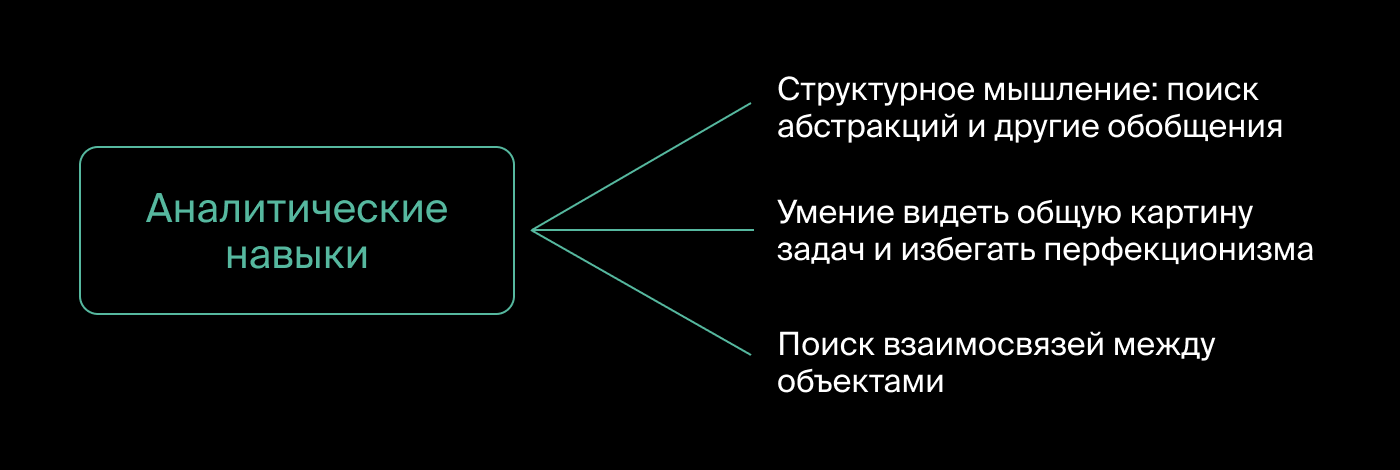 Аналитические
навыки
Структурное мышление: поиск
абстракций и другие обобщения
Умение видеть общую картину
задач и избегать перфекционизма
Поиск взаимосвязей между
объектами